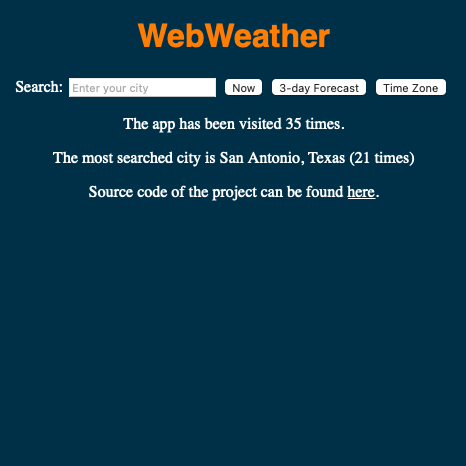 WebWeather
Search: Enter your city Now 3-day Forecast Time Zone
The app has been visited 35 times.
The most searched city is San Antonio, Texas (21 times)
Source code of the project can be found here.